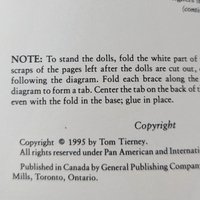 (conti
NOTE: To stand the dolls, fold the white part of
scraps of the pages left after the dolls are cut out,
following the diagram. Fold each brace along the
diagram to form a tab. Center the tab on the back of t
even with the fold in the base; glue in place.
Copyright
Copyright © 1995 by Tom Tierney.
All rights reserved under Pan American and Internati
Published in Canada by General Publishing Company
Mills, Toronto, Ontario.